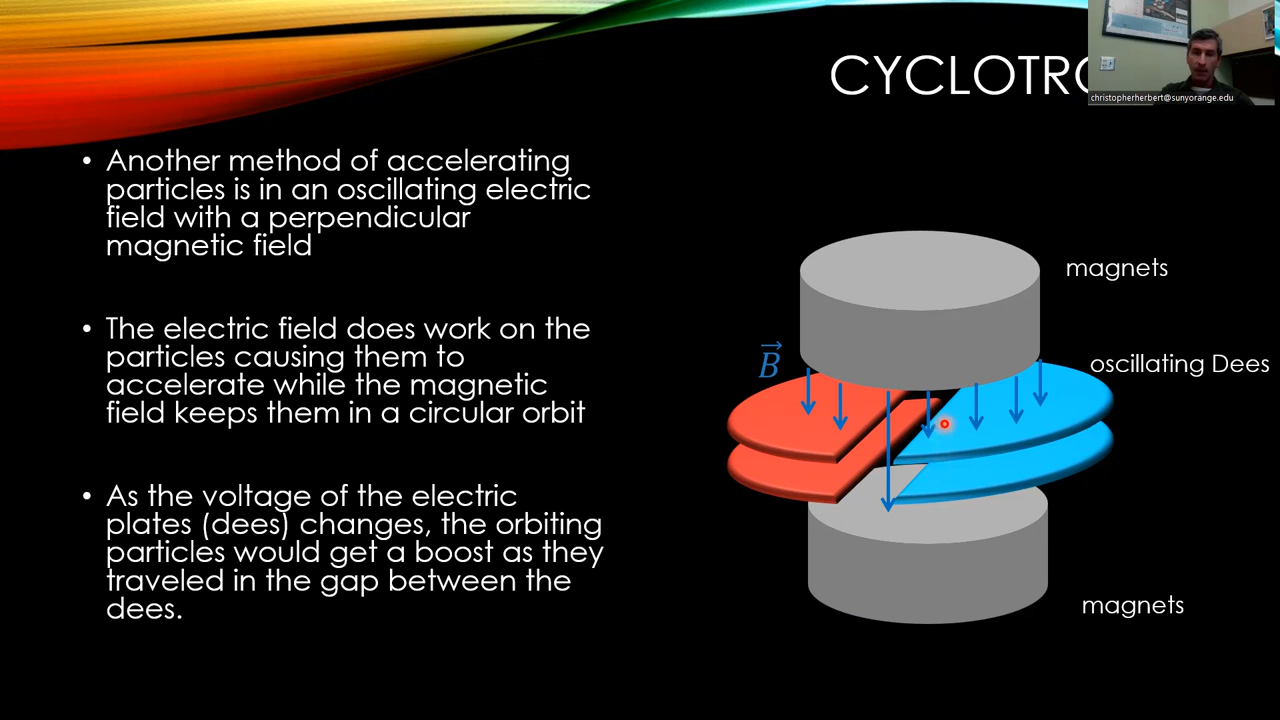 CYCLOTRO
christopherherbert@sunyorange.edu
• Another method of accelerating
particles is in an oscillating electric
field with a perpendicular
magnetic field
• The electric field does work on the
particles causing them to
accelerate while the magnetic
field keeps them in a circular orbit
• As the voltage of the electric
plates (dees) changes, the orbiting
particles would get a boost as they
traveled in the gap between the
dees.
magnets
B⃗
oscillating Dees
magnets